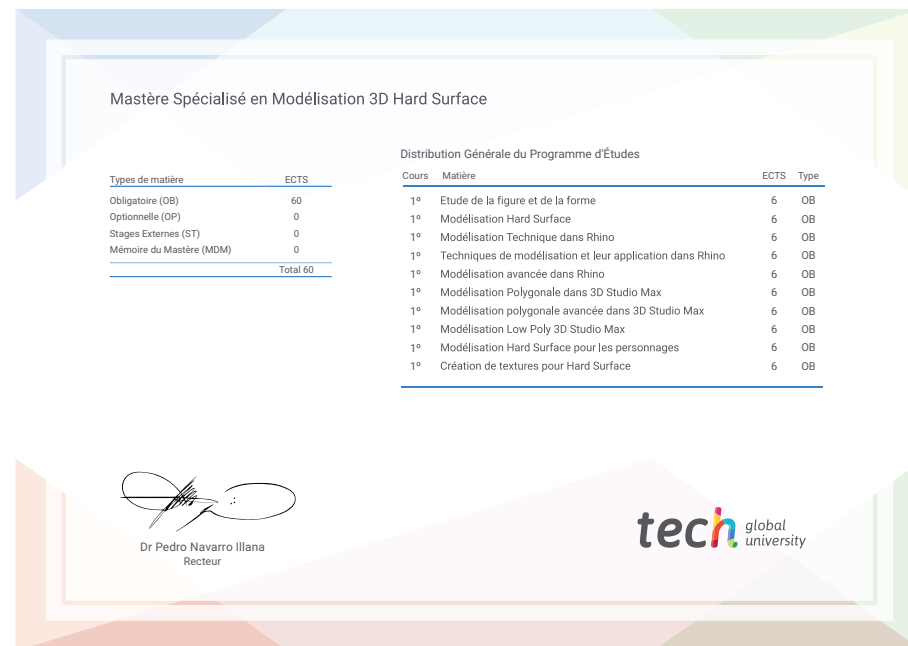 Mastère Spécialisé en Modélisation 3D Hard Surface
Types de matière ECTS
Obligatoire (OB) 60
Optionnelle (OP) 0
Stages Externes (ST) 0
Mémoire du Mastère (MDM) 0
Total 60
Distribution Générale du Programme d'Études
Cours Matière ECTS Type
1º Etude de la figure et de la forme 6 OB
1º Modélisation Hard Surface 6 OB
1º Modélisation Technique dans Rhino 6 OB
1º Techniques de modélisation et leur application dans Rhino 6 OB
1º Modélisation avancée dans Rhino 6 OB
1º Modélisation Polygonale dans 3D Studio Max 6 OB
1º Modélisation polygonale avancée dans 3D Studio Max 6 OB
1º Modélisation Low Poly 3D Studio Max 6 OB
1º Modélisation Hard Surface pour les personnages 6 OB
1º Création de textures pour Hard Surface 6 OB
Dr Pedro Navarro Illana
Recteur
tech global
university